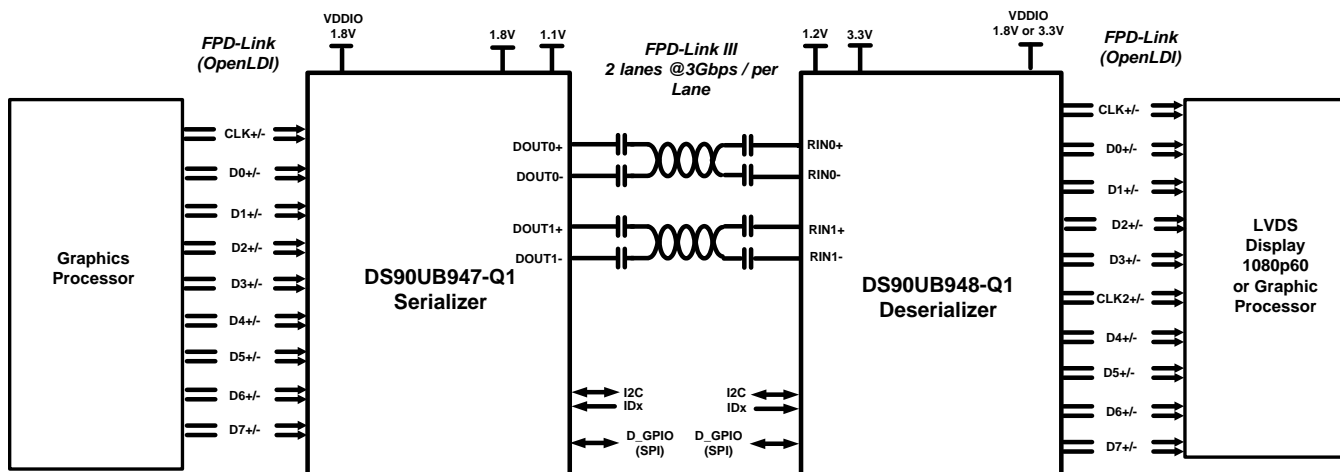 FPD-Link
(OpenLDI)
VDDIO
1.8V
1.8V
1.1V
FPD-Link III
2 lanes @3Gbps / per
Lane
1.2V
3.3V
VDDIO
1.8V or 3.3V
FPD-Link
(OpenLDI)
Graphics
Processor
CLK+/-
D0+/-
D1+/-
D2+/-
D3+/-
D4+/-
D5+/-
D6+/-
D7+/-
DS90UB947-Q1
Serializer
DOUT0+
DOUT0-
DOUT1+
DOUT1-
I2C
IDx
D_GPIO
(SPI)
RIN0+
RIN0-
RIN1+
RIN1-
I2C
IDx
D_GPIO
(SPI)
DS90UB948-Q1
Deserializer
CLK+/-
D0+/-
D1+/-
D2+/-
D3+/-
CLK2+/-
D4+/-
D5+/-
D6+/-
D7+/-
LVDS
Display
1080p60
or Graphic
Processor